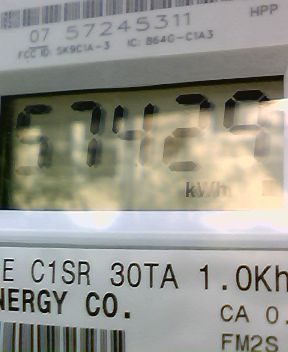 HPP
07 57245311
FCC ID: SK9C1A-3 IC: 864G-C1A3
67429
kWh
E C1SR 30TA 1.0Kh
NERGY CO.
CA 0.
FM2S